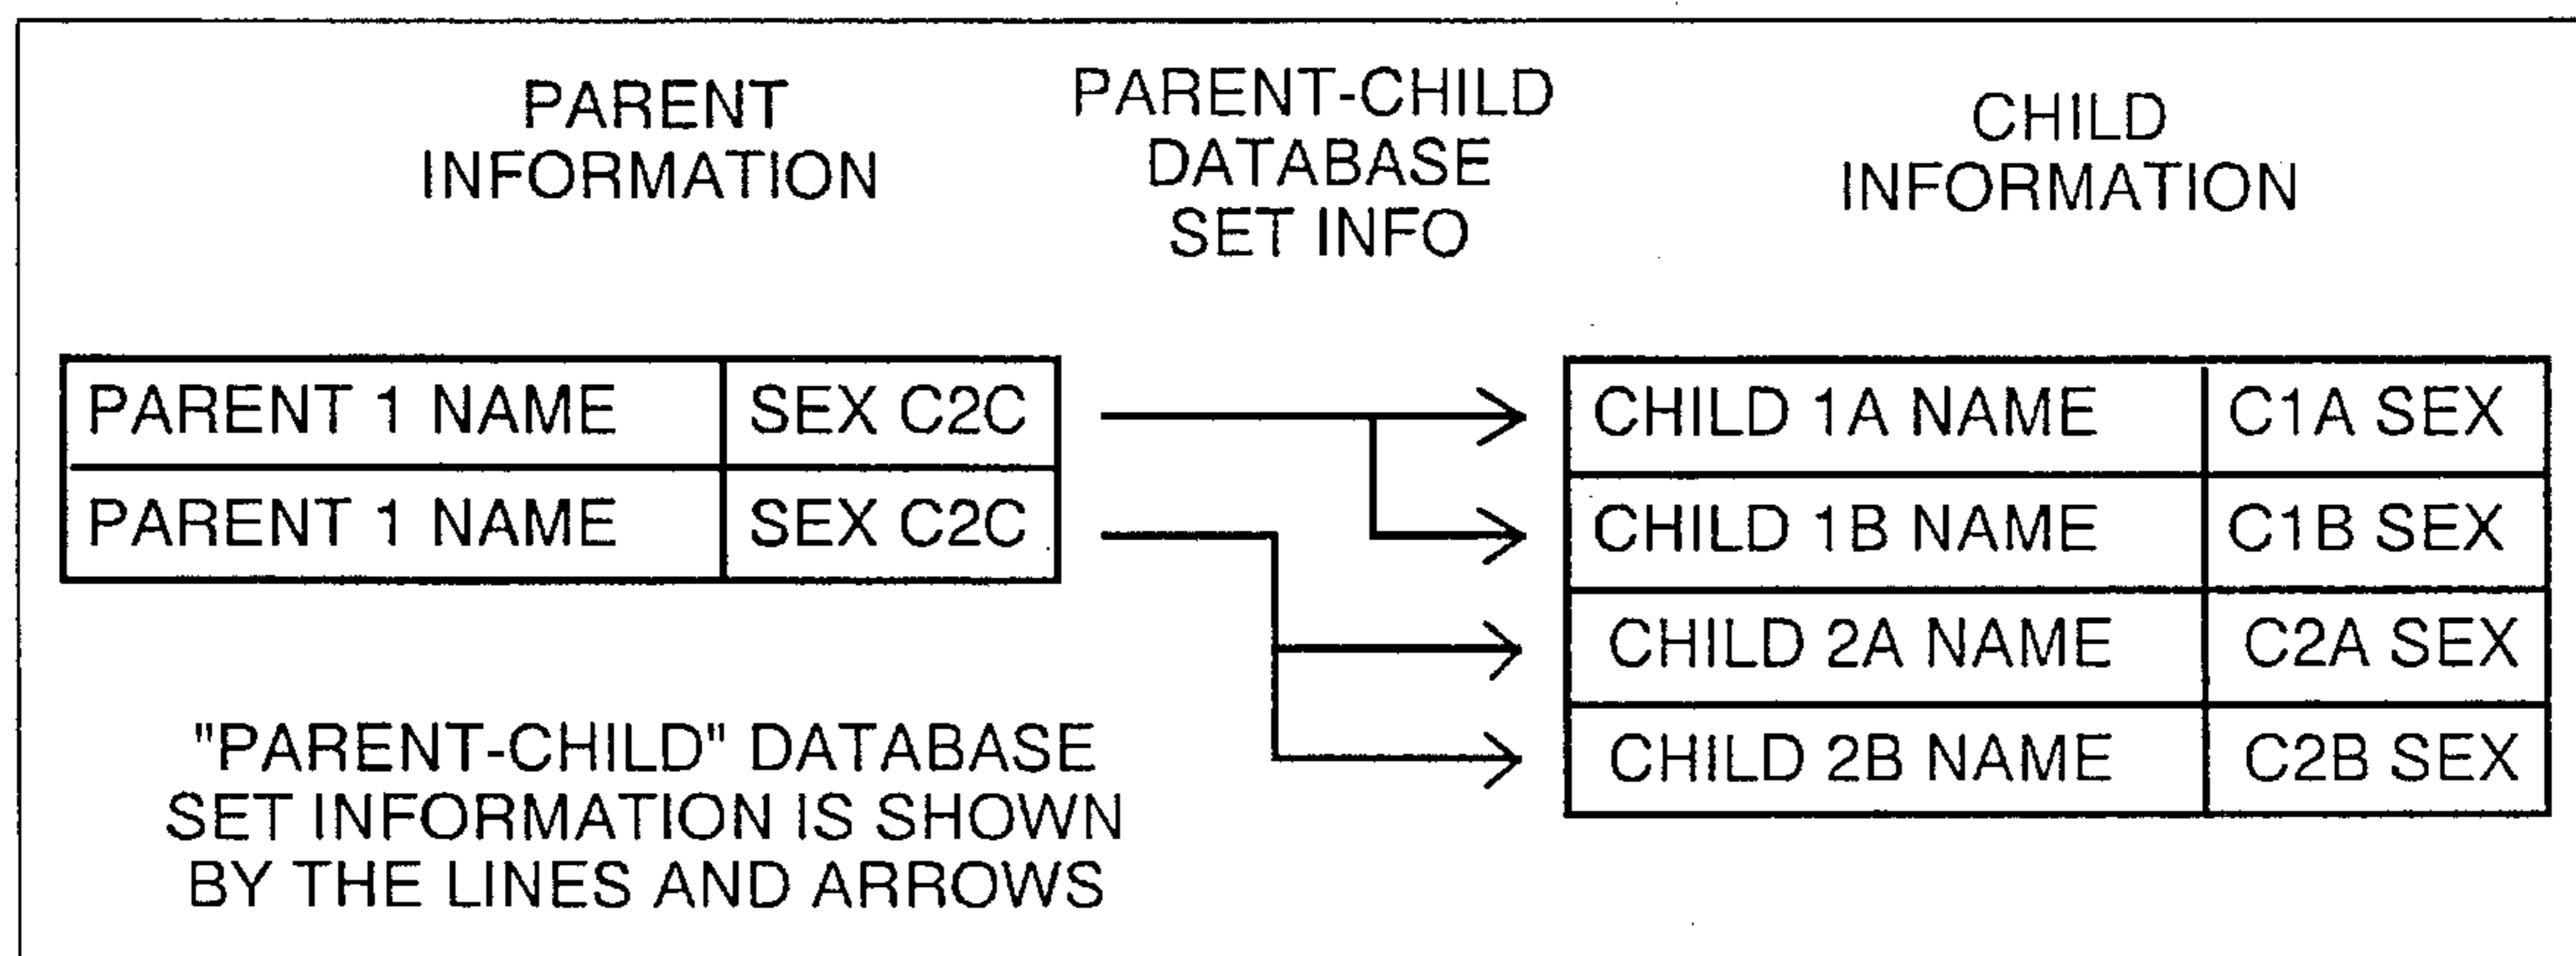 PARENT
INFORMATION
PARENT-CHILD
DATABASE
SET INFO
CHILD
INFORMATION
PARENT 1 NAME SEX C2C
PARENT 1 NAME SEX C2C
CHILD 1A NAME C1A SEX
CHILD 1B NAME C1B SEX
CHILD 2A NAME C2A SEX
CHILD 2B NAME C2B SEX
"PARENT-CHILD" DATABASE
SET INFORMATION IS SHOWN
BY THE LINES AND ARROWS